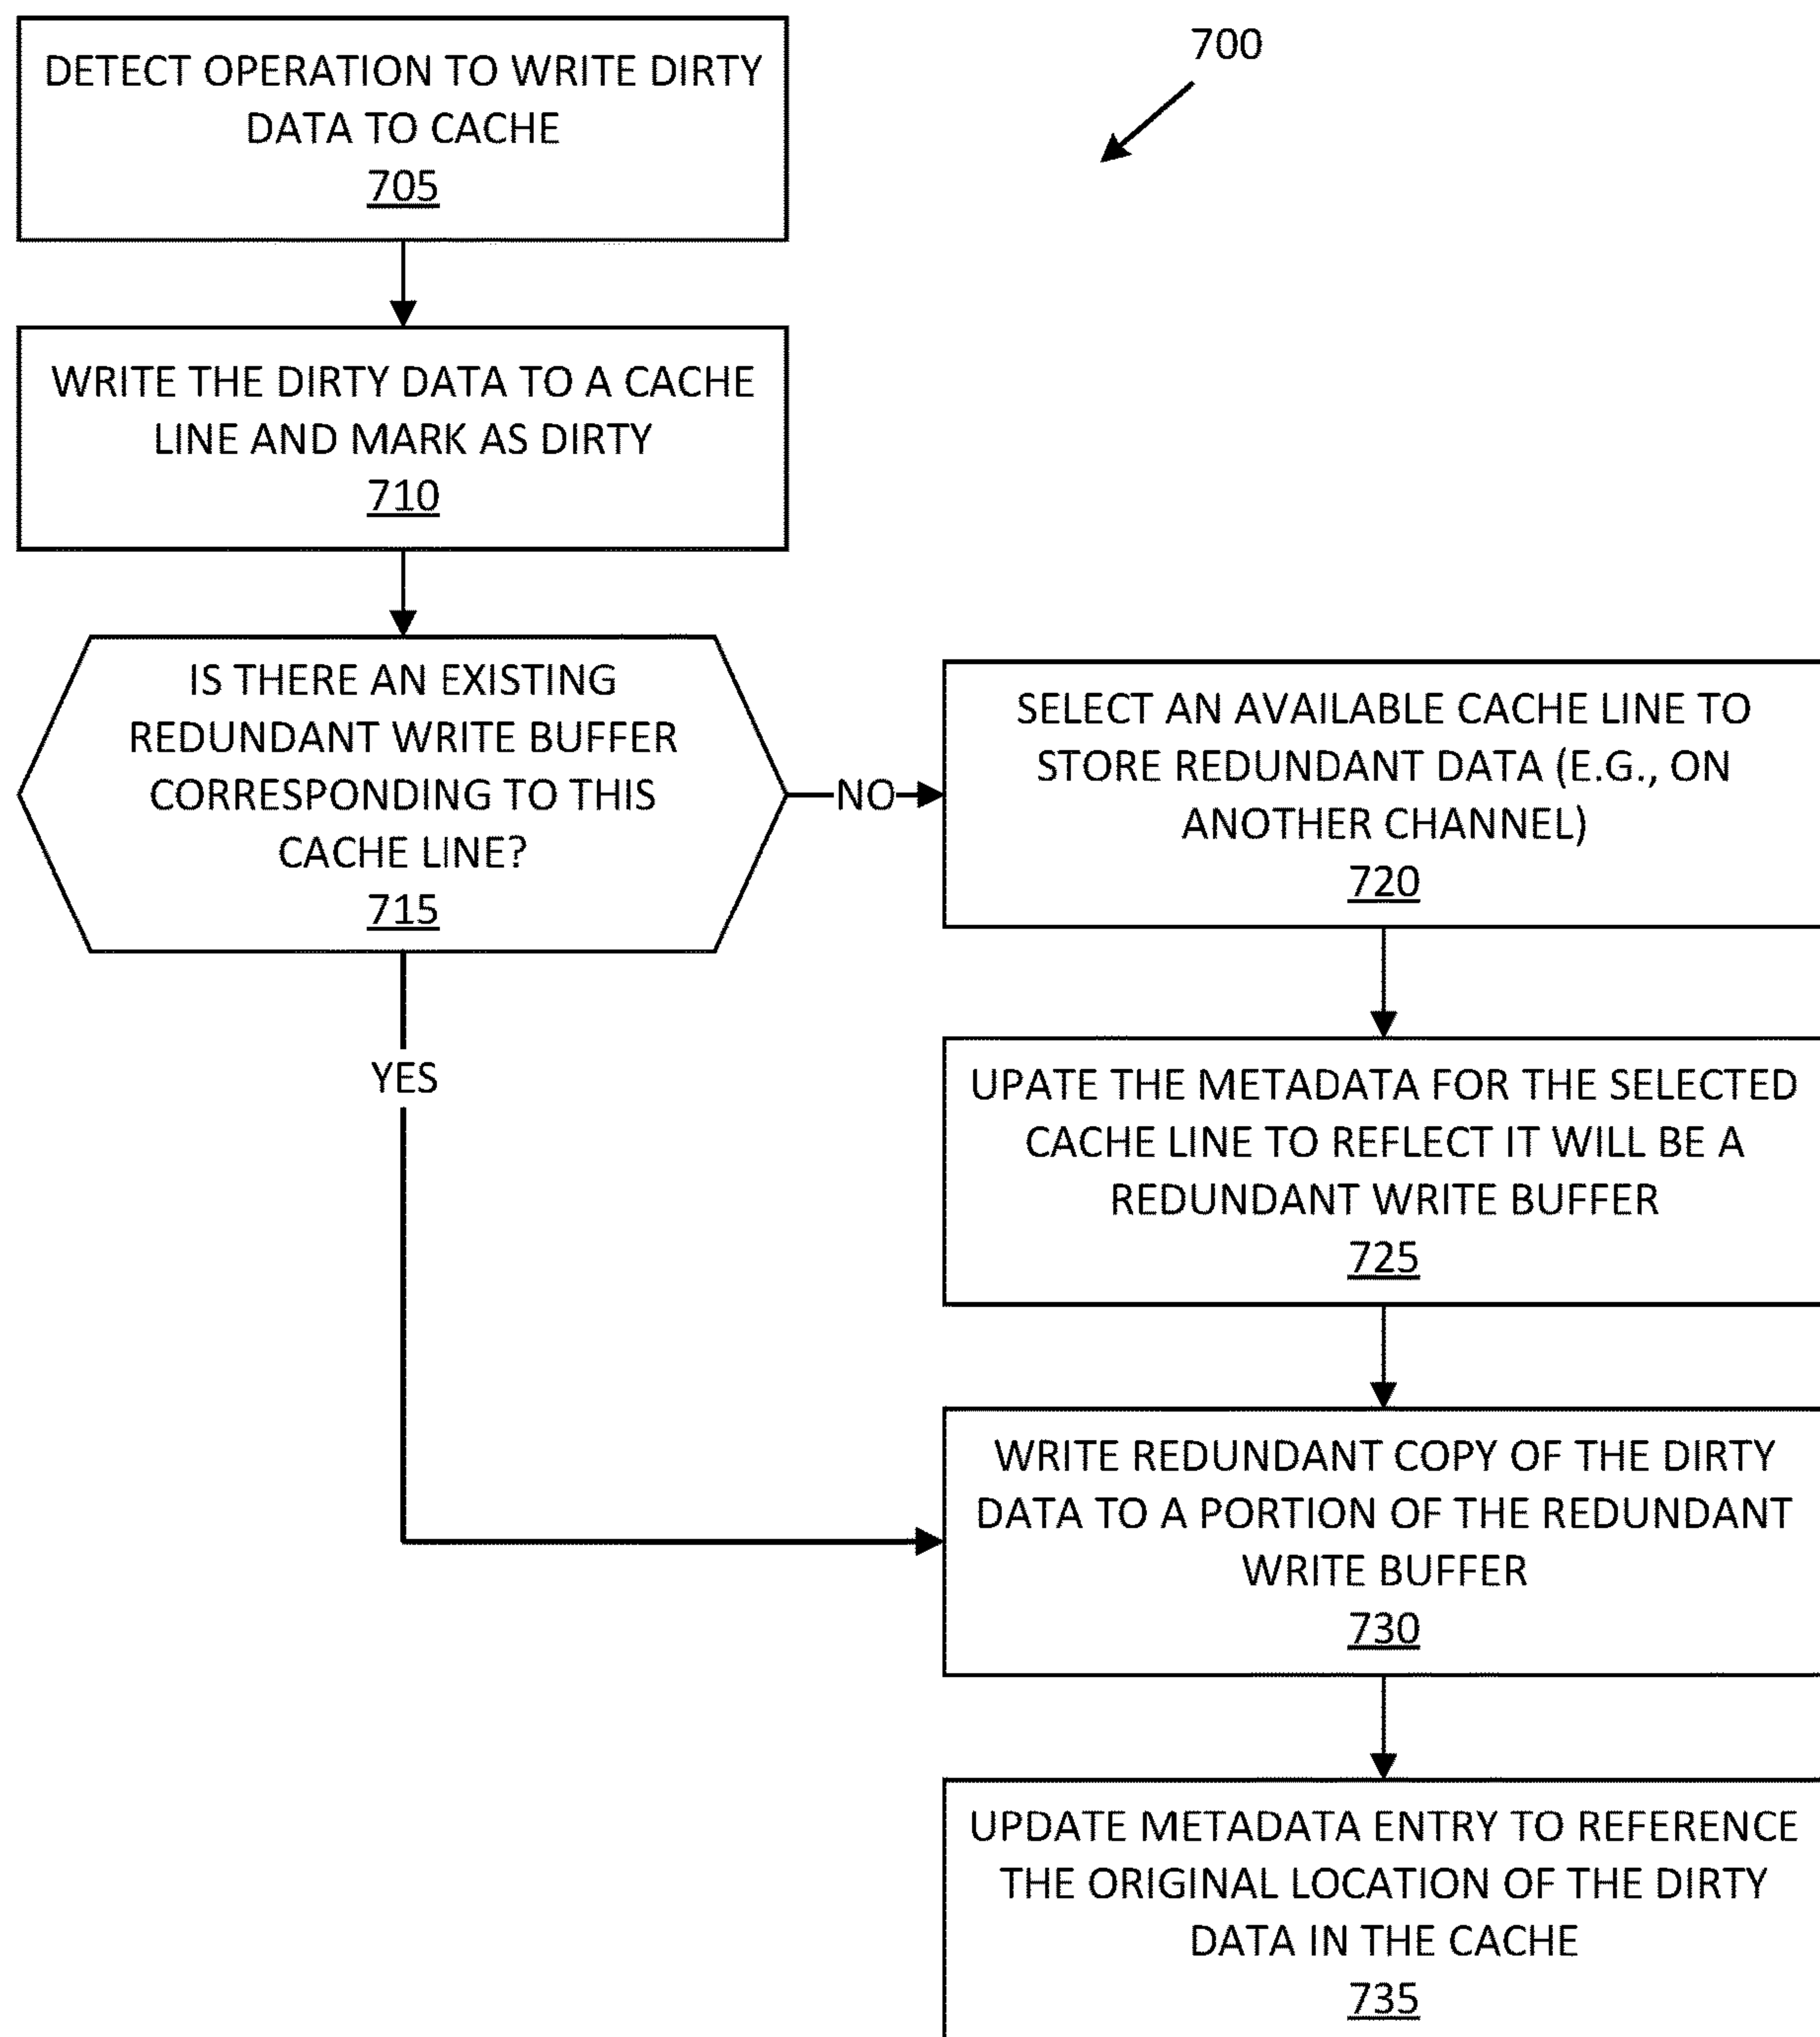 700
DETECT OPERATION TO WRITE DIRTY
DATA TO CACHE
705
WRITE THE DIRTY DATA TO A CACHE
LINE AND MARK AS DIRTY
710
IS THERE AN EXISTING
REDUNDANT WRITE BUFFER
CORRESPONDING TO THIS
CACHE LINE?
715
NO
YES
SELECT AN AVAILABLE CACHE LINE TO
STORE REDUNDANT DATA (E.G., ON
ANOTHER CHANNEL)
720
UPATE THE METADATA FOR THE SELECTED
CACHE LINE TO REFLECT IT WILL BE A
REDUNDANT WRITE BUFFER
725
WRITE REDUNDANT COPY OF THE DIRTY
DATA TO A PORTION OF THE REDUNDANT
WRITE BUFFER
730
UPDATE METADATA ENTRY TO REFERENCE
THE ORIGINAL LOCATION OF THE DIRTY
DATA IN THE CACHE
735